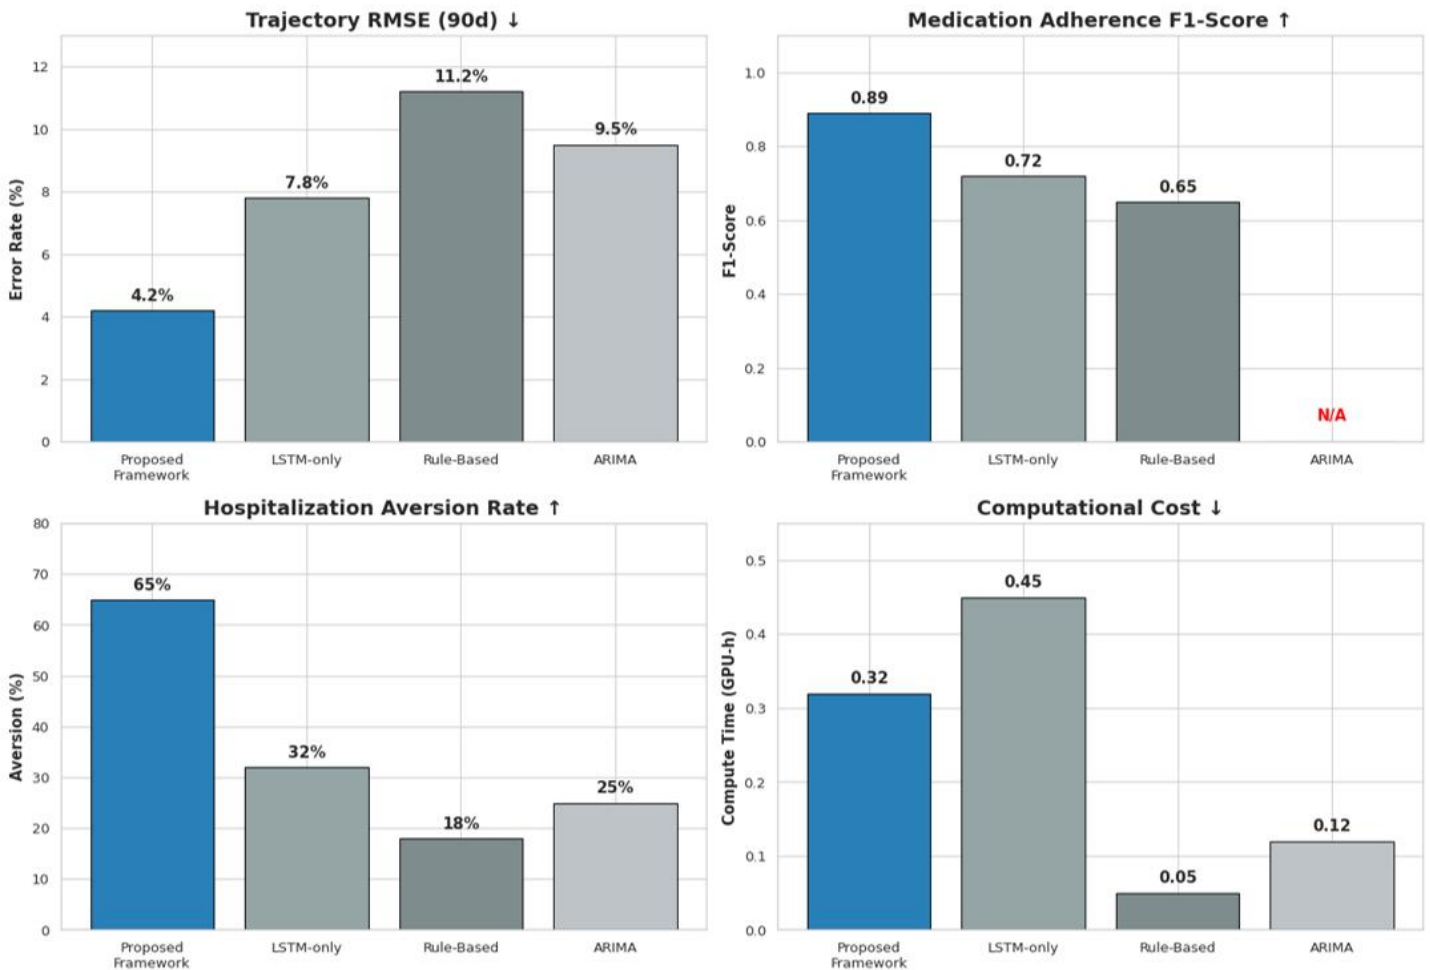 Trajectory RMSE (90d) ↓
Error Rate (%)
12
10
8
6
4
2
0
4.2%
7.8%
11.2%
9.5%
Proposed
Framework
LSTM-only
Rule-Based
ARIMA
Medication Adherence F1-Score ↑
F1-Score
1.0
0.8
0.6
0.4
0.2
0.0
0.89
0.72
0.65
N/A
Proposed
Framework
LSTM-only
Rule-Based
ARIMA
Hospitalization Aversion Rate ↑
Aversion (%)
80
70
60
50
40
30
20
10
0
65%
32%
18%
25%
Proposed
Framework
LSTM-only
Rule-Based
ARIMA
Computational Cost ↓
Compute Time (GPU-h)
0.5
0.4
0.3
0.2
0.1
0.0
0.32
0.45
0.05
0.12
Proposed
Framework
LSTM-only
Rule-Based
ARIMA